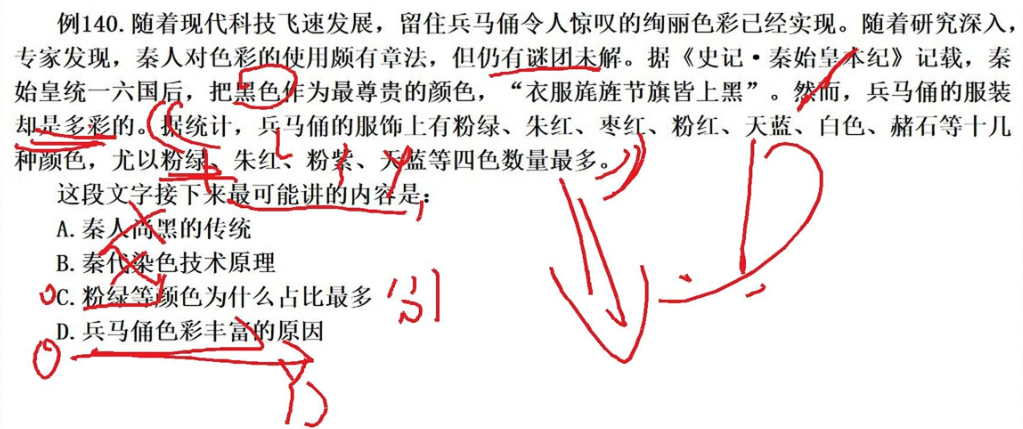 例140.随着现代科技飞速发展，留住兵马俑令人惊叹的绚丽色彩已经实现。随着研究深入，
专家发现，秦人对色彩的使用颇有章法，但仍有谜团未解。据《史记·秦始皇本纪》记载，秦
始皇统一六国后，把黑色作为最尊贵的颜色，“衣服旄旌节旗皆上黑”。然而，兵马俑的服装
却是多彩的。据统计，兵马俑的服饰上有粉绿、朱红、枣红、粉红、天蓝、白色、赭石等十几
种颜色，尤以粉绿、朱红、粉紫、天蓝等四色数量最多。
这段文字接下来最可能讲的内容是：
A.秦人尚黑的传统
B.秦代染色技术原理
C.粉绿等颜色为什么占比最多
D.兵马俑色彩丰富的原因
D